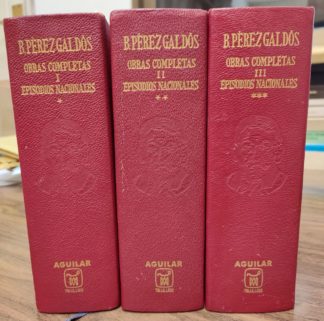 B. PÉREZ GALDÓS
OBRAS COMPLETAS
I
EPISODIOS NACIONALES
*
AGUILAR
B. PÉREZ GALDÓS
OBRAS COMPLETAS
II
EPISODIOS NACIONALES
**
AGUILAR
B. PÉREZ GALDÓS
OBRAS COMPLETAS
III
EPISODIOS NACIONALES
***
AGUILAR